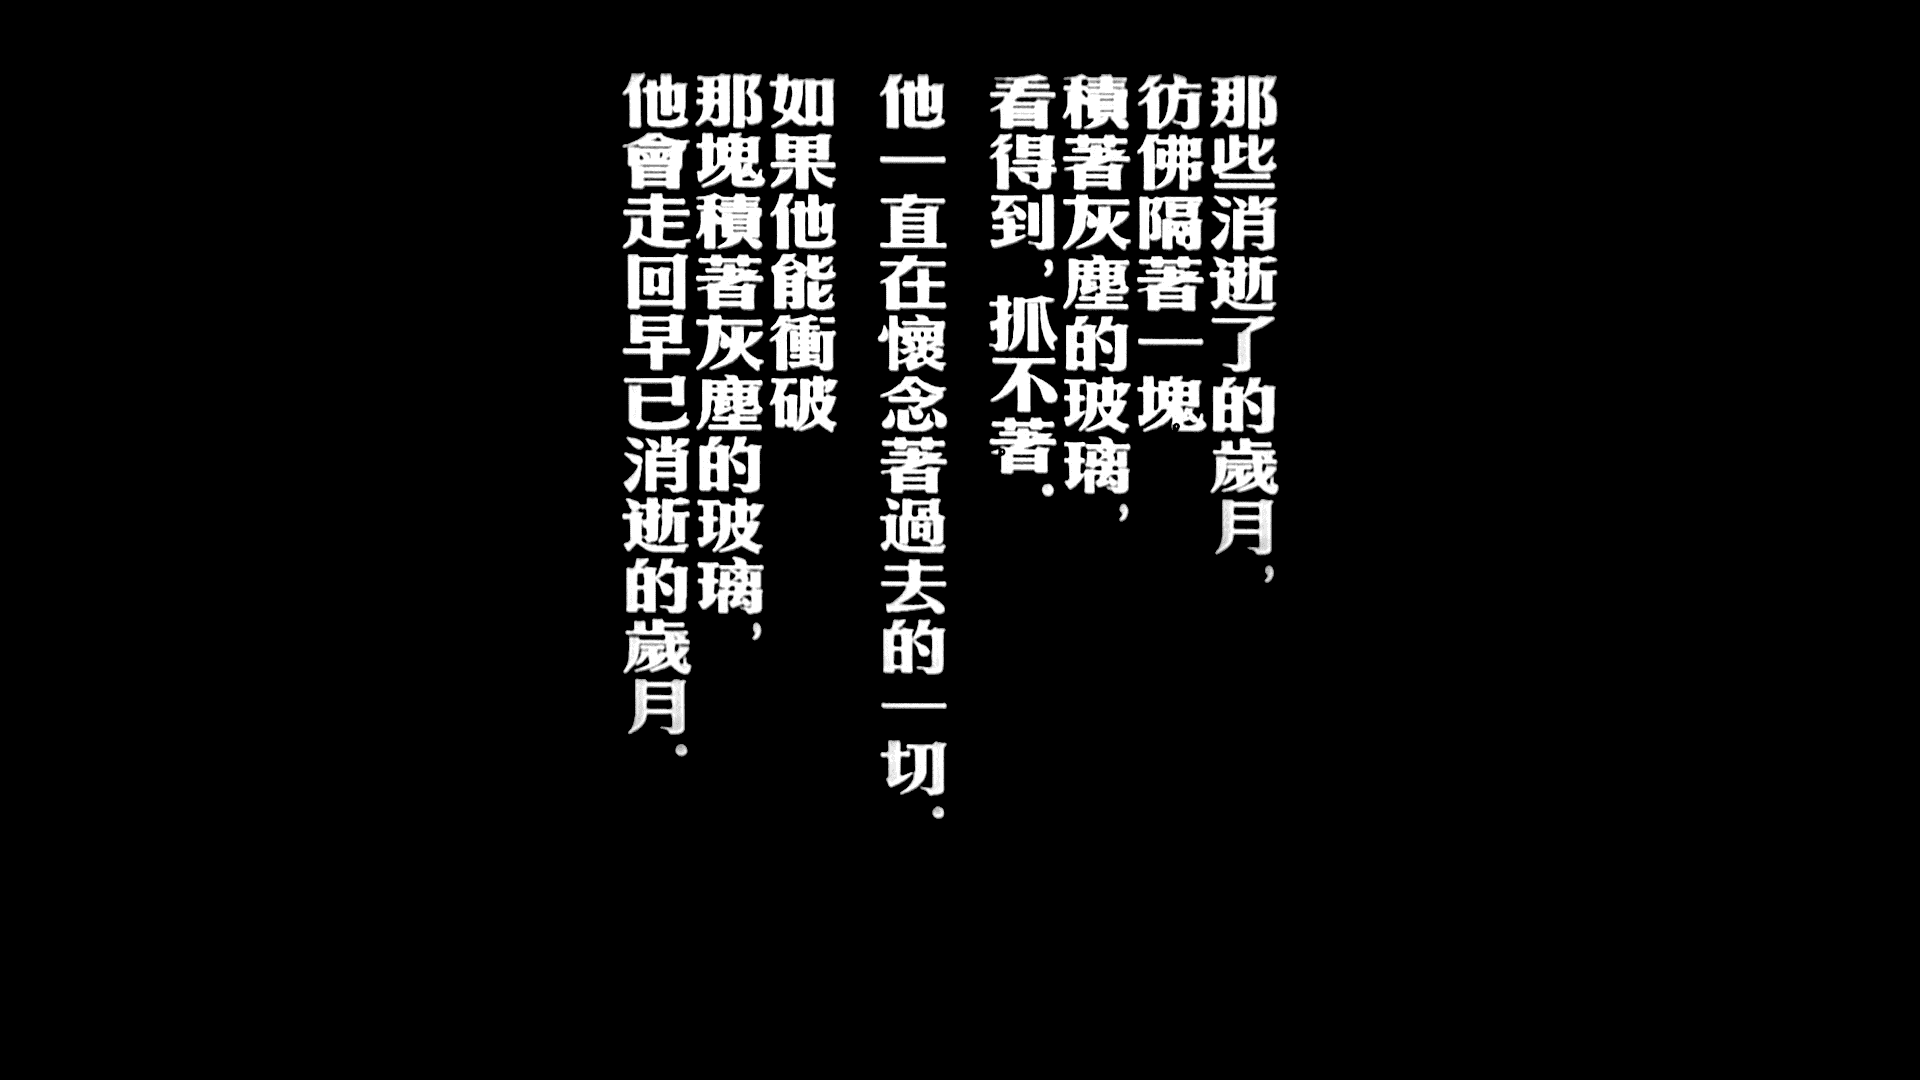 那些消逝了的歲月，
彷彿隔著一塊
積著灰塵的玻璃，
看得到，抓不著．
他一直在懷念著過去的一切．
如果他能衝破
那塊積著灰塵的玻璃，
他會走回早已消逝的歲月．